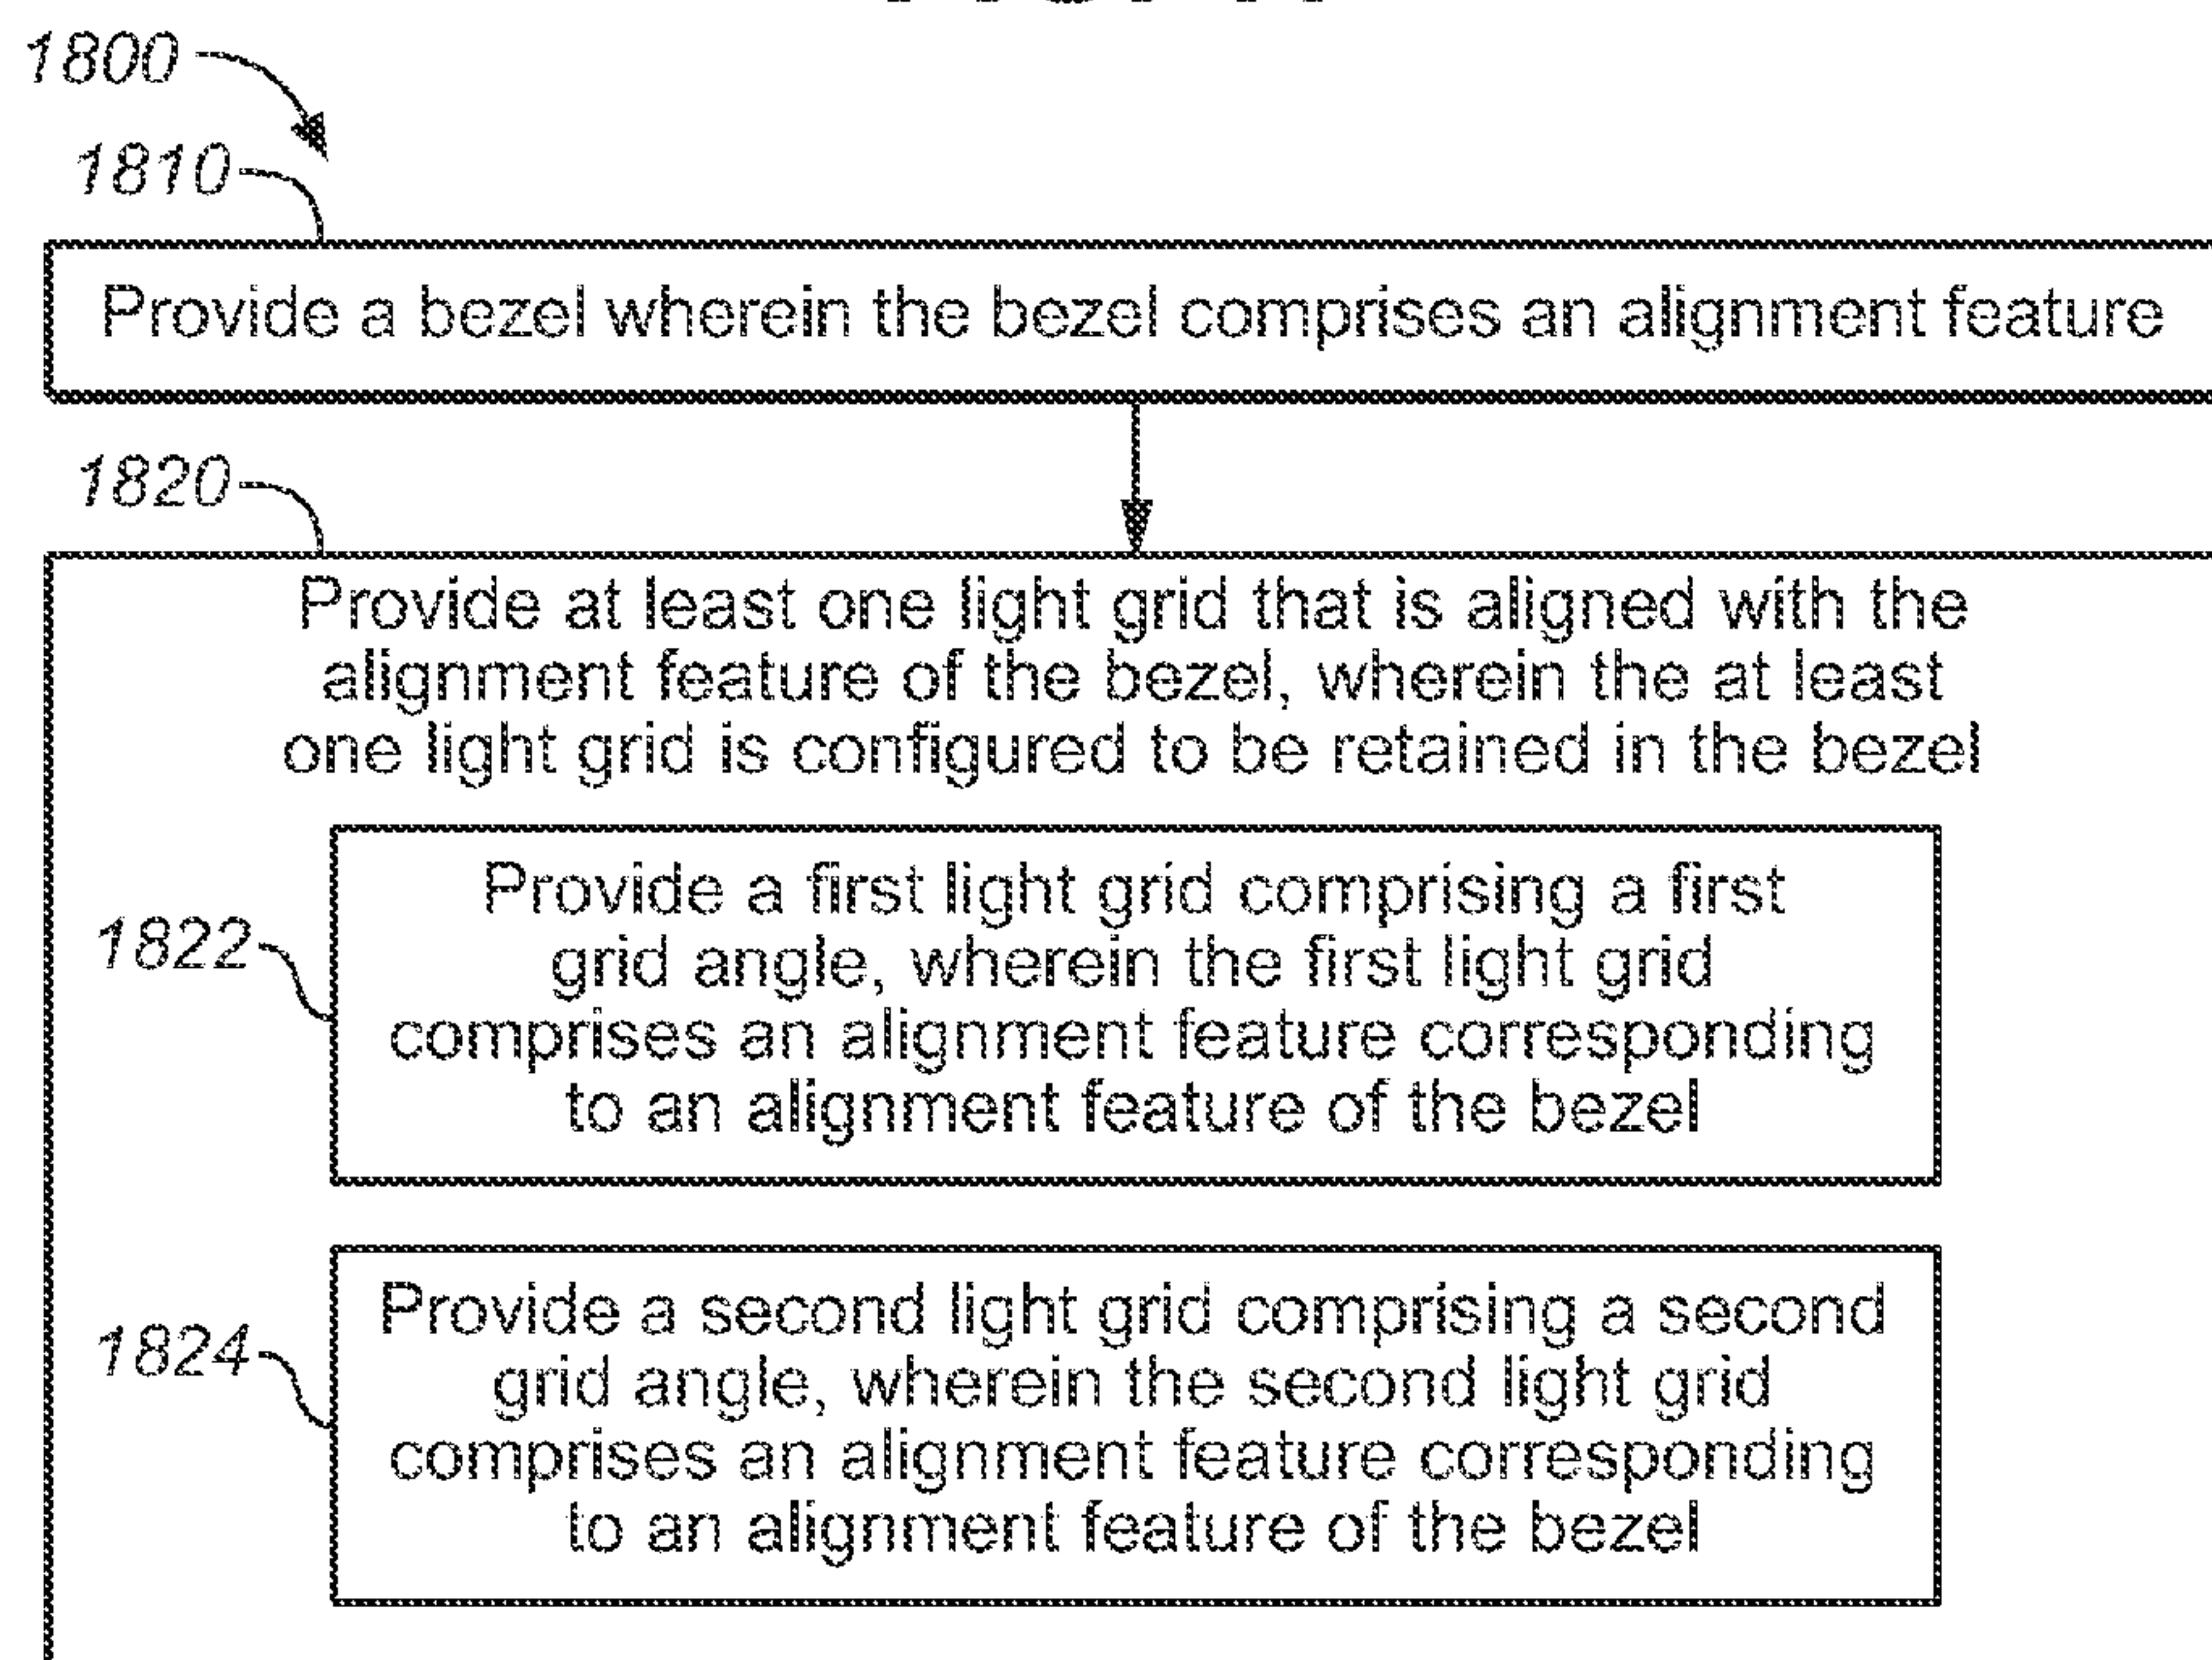 1800
1810
Provide a bezel wherein the bezel comprises an alignment feature
1820
Provide at least one light grid that is aligned with the
alignment feature of the bezel, wherein the at least
one light grid is configured to be retained in the bezel
1822
Provide a first light grid comprising a first
grid angle, wherein the first light grid
comprises an alignment feature corresponding
to an alignment feature of the bezel
1824
Provide a second light grid comprising a second
grid angle, wherein the second light grid
comprises an alignment feature corresponding
to an alignment feature of the bezel